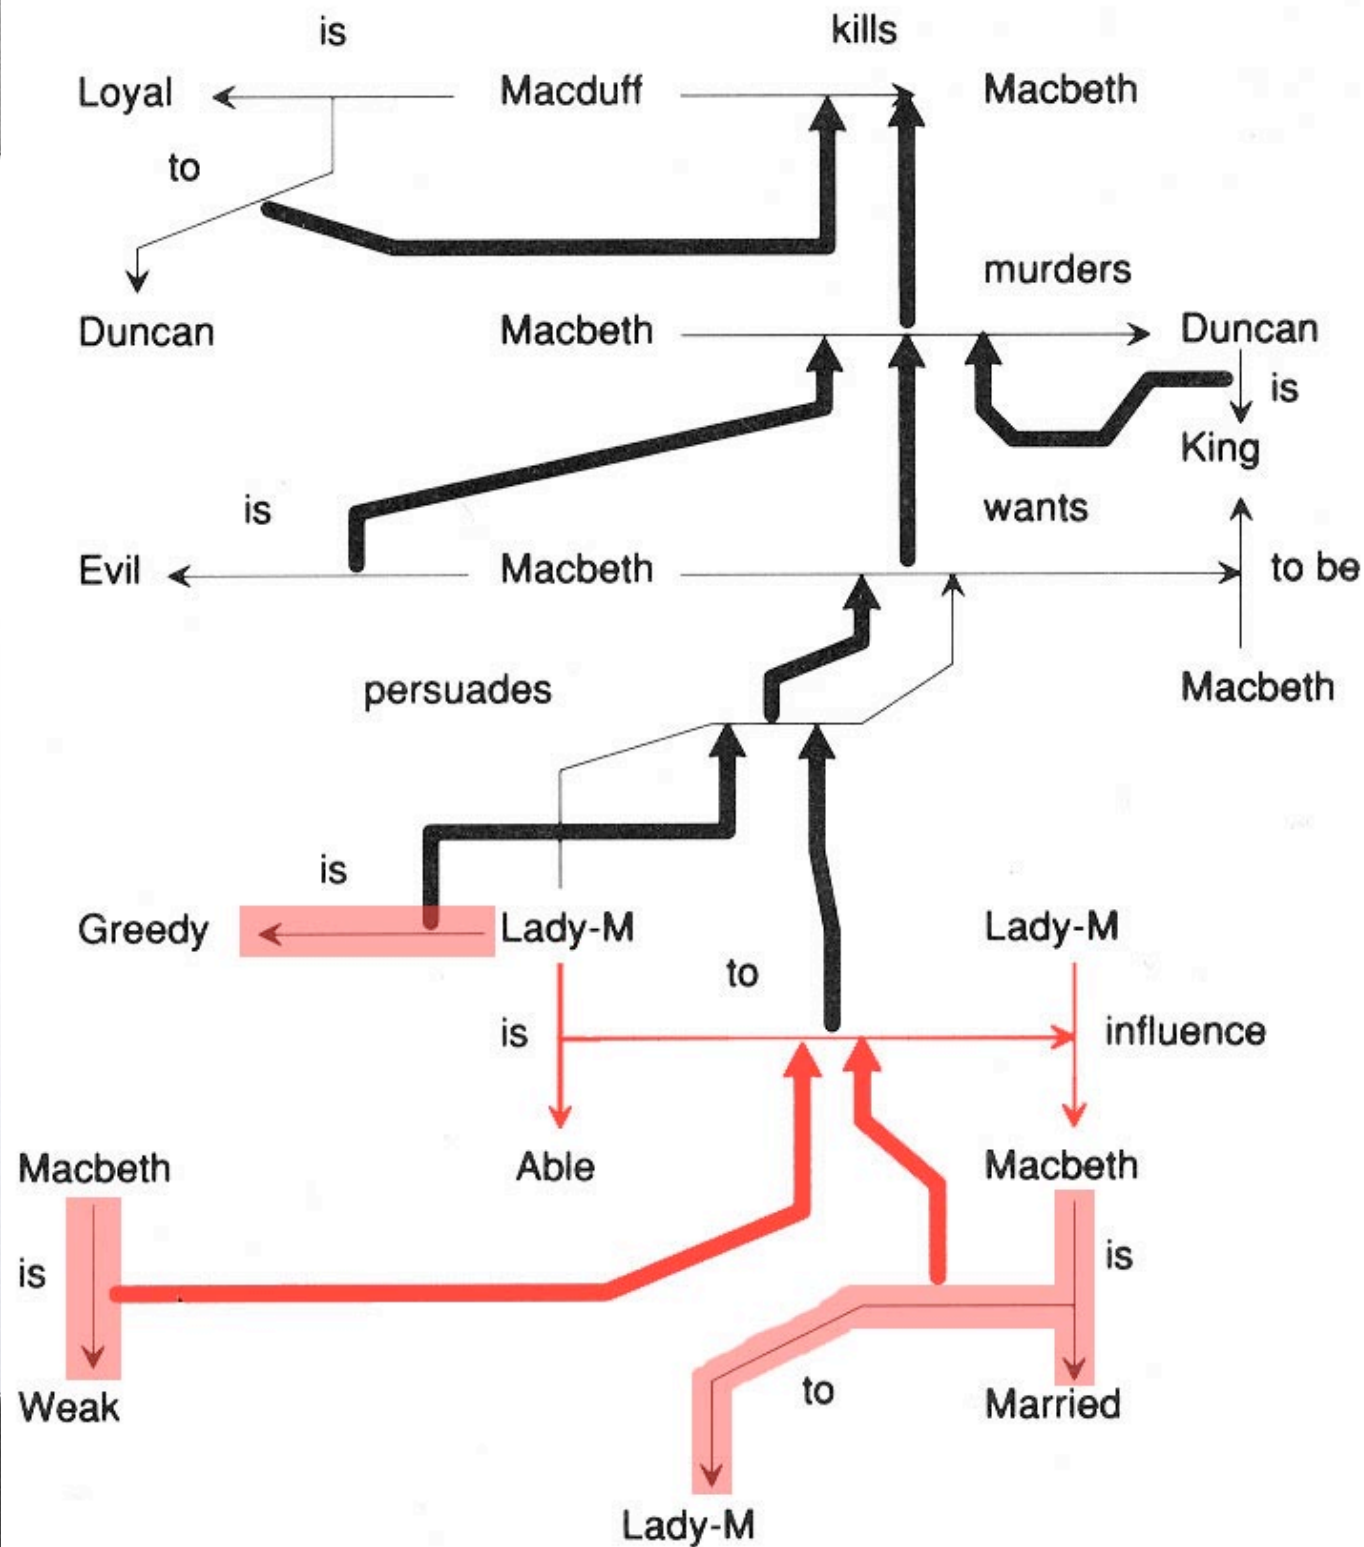 is kills
Loyal Macduff Macbeth
to
murders
Duncan Macbeth Duncan
is
King
is wants
Evil Macbeth to be
persuades Macbeth
is
Greedy Lady-M Lady-M
to
is influence
Macbeth Able Macbeth
is is
to
Weak Married
Lady-M